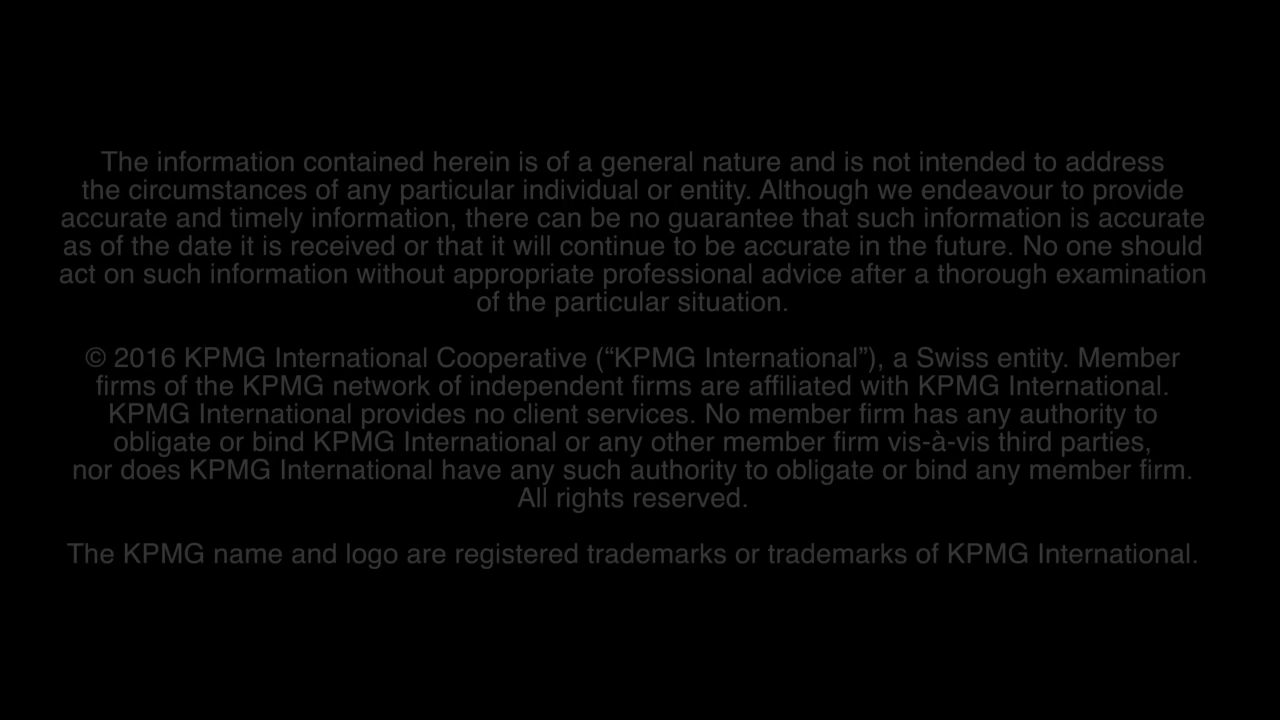 The information contained herein is of a general nature and is not intended to address
the circumstances of any particular individual or entity. Although we endeavour to provide
accurate and timely information, there can be no guarantee that such information is accurate
as of the date it is received or that it will continue to be accurate in the future. No one should
act on such information without appropriate professional advice after a thorough examination
of the particular situation.
© 2016 KPMG International Cooperative (“KPMG International”), a Swiss entity. Member
firms of the KPMG network of independent firms are affiliated with KPMG International.
KPMG International provides no client services. No member firm has any authority to
obligate or bind KPMG International or any other member firm vis-à-vis third parties,
nor does KPMG International have any such authority to obligate or bind any member firm.
All rights reserved.
The KPMG name and logo are registered trademarks or trademarks of KPMG International.